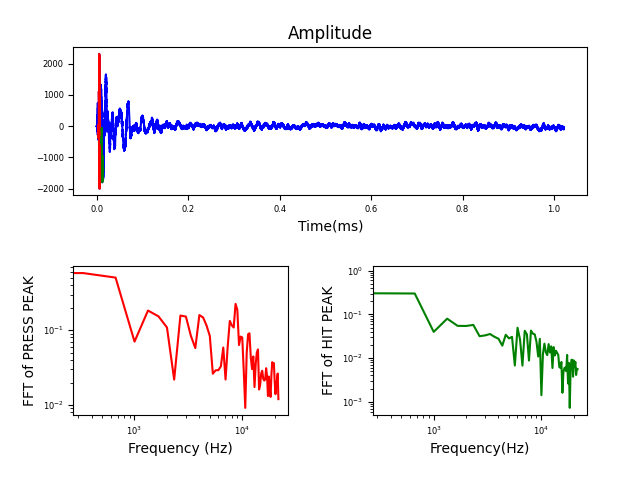 Amplitude
2000
1000
0
−1000
−2000
0.0 0.2 0.4 0.6 0.8 1.0
Time(ms)
FFT of PRESS PEAK
10⁻¹
10⁻²
10³ 10⁴
Frequency (Hz)
FFT of HIT PEAK
10⁰
10⁻¹
10⁻²
10⁻³
10³ 10⁴
Frequency(Hz)